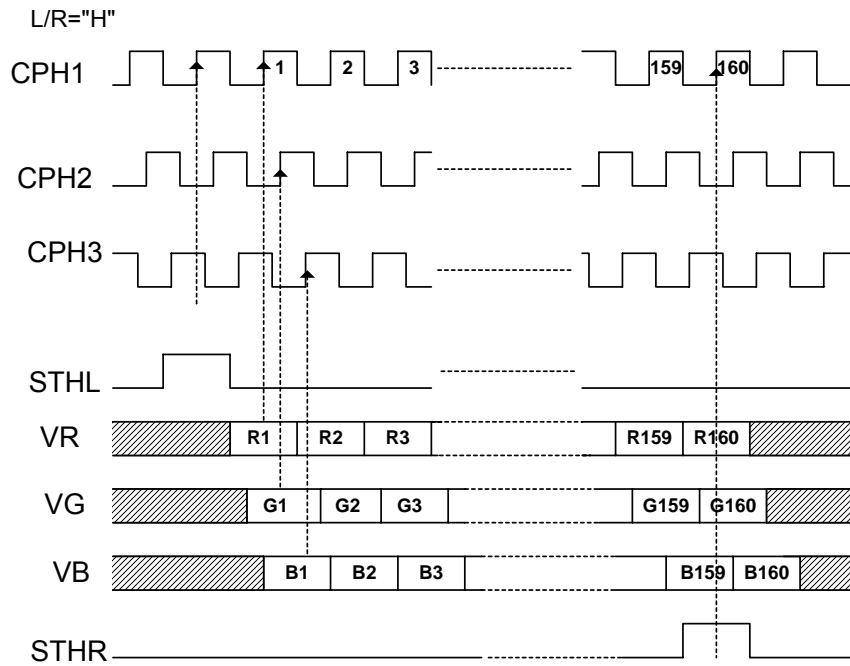 L/R="H"
CPH1 1 2 3 159 160
CPH2
CPH3
STHL
VR R1 R2 R3 R159 R160
VG G1 G2 G3 G159 G160
VB B1 B2 B3 B159 B160
STHR